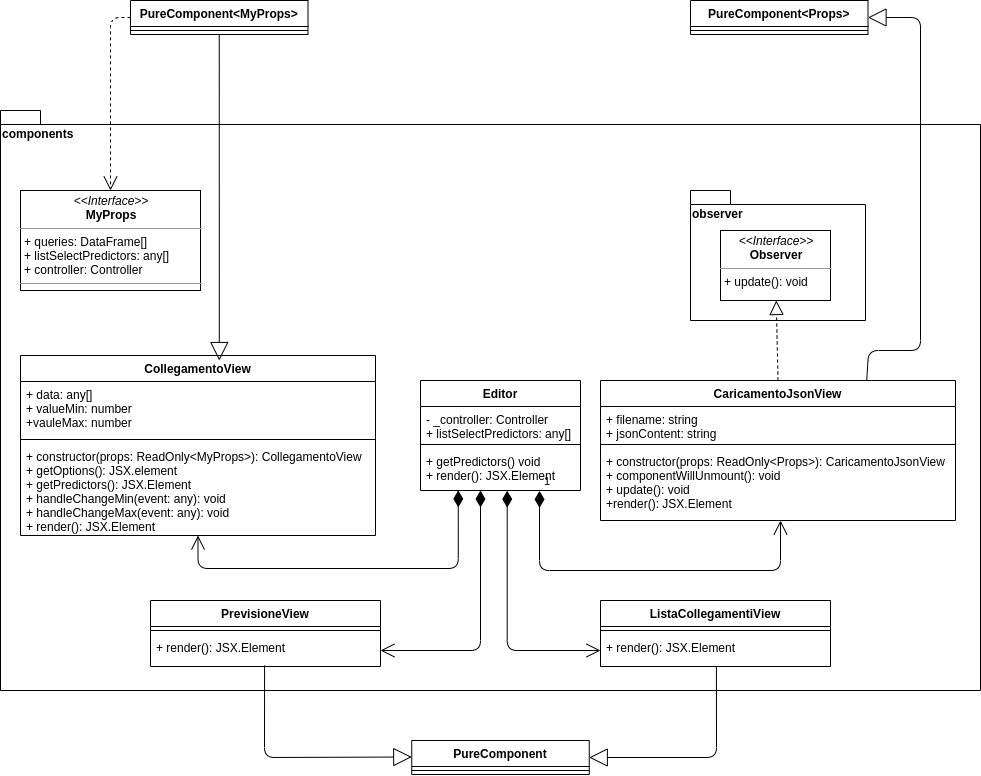 PureComponent<MyProps>
PureComponent<Props>
components
<<Interface>>
MyProps
+ queries: DataFrame[]
+ listSelectPredictors: any[]
+ controller: Controller
observer
<<Interface>>
Observer
+ update(): void
CollegamentoView
+ data: any[]
+ valueMin: number
+vauleMax: number
+ constructor(props: ReadOnly<MyProps>): CollegamentoView
+ getOptions(): JSX.element
+ getPredictors(): JSX.Element
+ handleChangeMin(event: any): void
+ handleChangeMax(event: any): void
+ render(): JSX.Element
Editor
- _controller: Controller
+ listSelectPredictors: any[]
+ getPredictors() void
+ render(): JSX.Element
1
CaricamentoJsonView
+ filename: string
+ jsonContent: string
+ constructor(props: ReadOnly<Props>): CaricamentoJsonView
+ componentWillUnmount(): void
+ update(): void
+render(): JSX.Element
PrevisioneView
+ render(): JSX.Element
ListaCollegamentiView
+ render(): JSX.Element
PureComponent